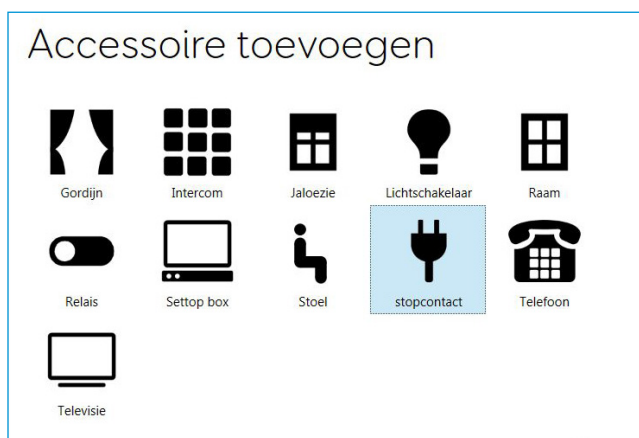 Accessoire toevoegen
Gordijn Intercom Jaloezie Lichtschakelaar Raam
Relais Settop box Stoel stopcontact Telefoon
Televisie